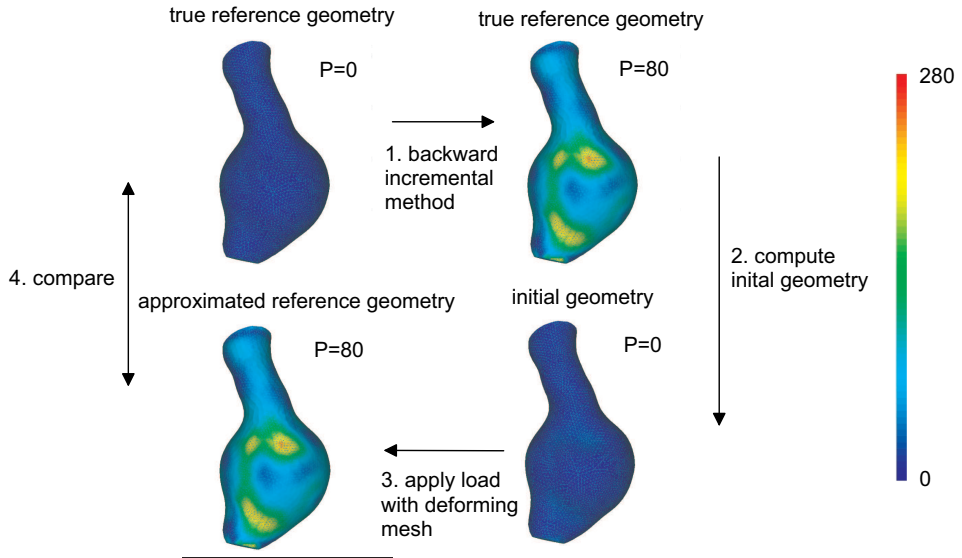 true reference geometry
true reference geometry
P=0
P=80
280
1. backward
incremental
method
2. compute
inital geometry
4. compare
approximated reference geometry
initial geometry
P=80
P=0
3. apply load
with deforming
mesh
0